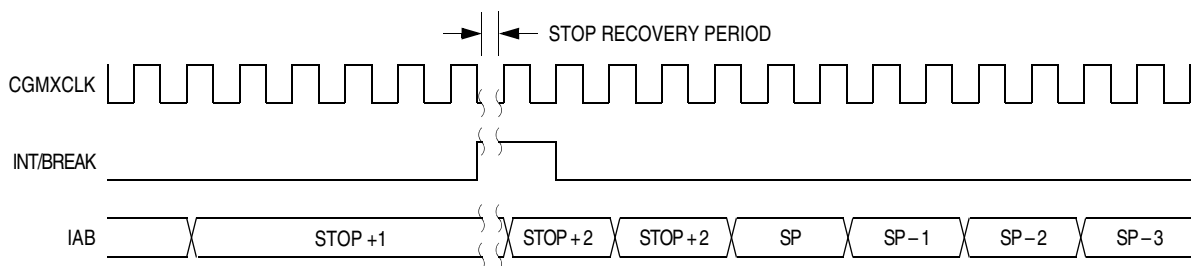 STOP RECOVERY PERIOD
CGMXCLK
INT/BREAK
IAB STOP +1 STOP + 2 STOP + 2 SP SP – 1 SP – 2 SP – 3